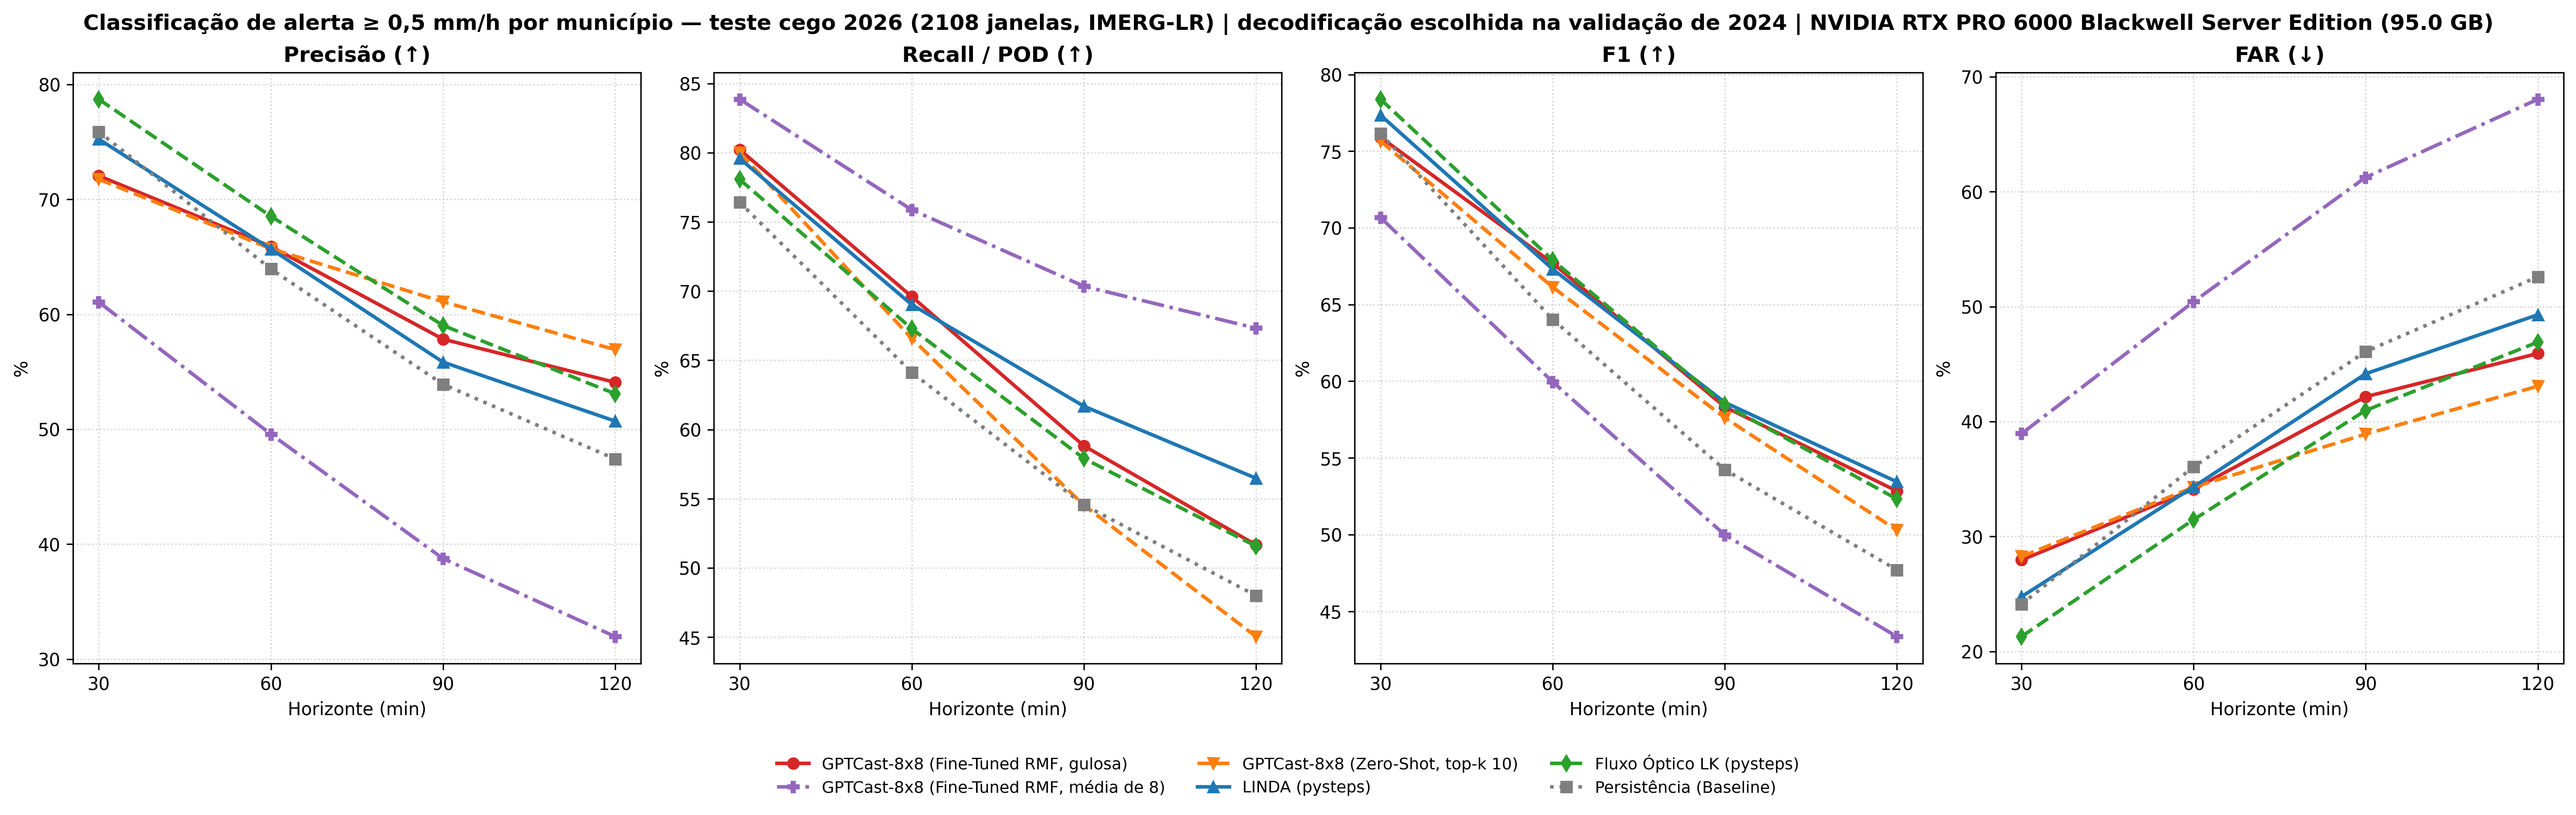 Classificação de alerta ≥ 0,5 mm/h por município — teste cego 2026 (2108 janelas, IMERG-LR) | decodificação escolhida na validação de 2024 | NVIDIA RTX PRO 6000 Blackwell Server Edition (95.0 GB)
Precisão (↑)
80
70
60
50
40
30
%
30 60 90 120
Horizonte (min)
Recall / POD (↑)
85
80
75
70
65
60
55
50
45
%
30 60 90 120
Horizonte (min)
F1 (↑)
80
75
70
65
60
55
50
45
%
30 60 90 120
Horizonte (min)
FAR (↓)
70
60
50
40
30
20
%
30 60 90 120
Horizonte (min)
GPTCast-8x8 (Fine-Tuned RMF, gulosa)
GPTCast-8x8 (Fine-Tuned RMF, média de 8)
GPTCast-8x8 (Zero-Shot, top-k 10)
LINDA (pysteps)
Fluxo Óptico LK (pysteps)
Persistência (Baseline)